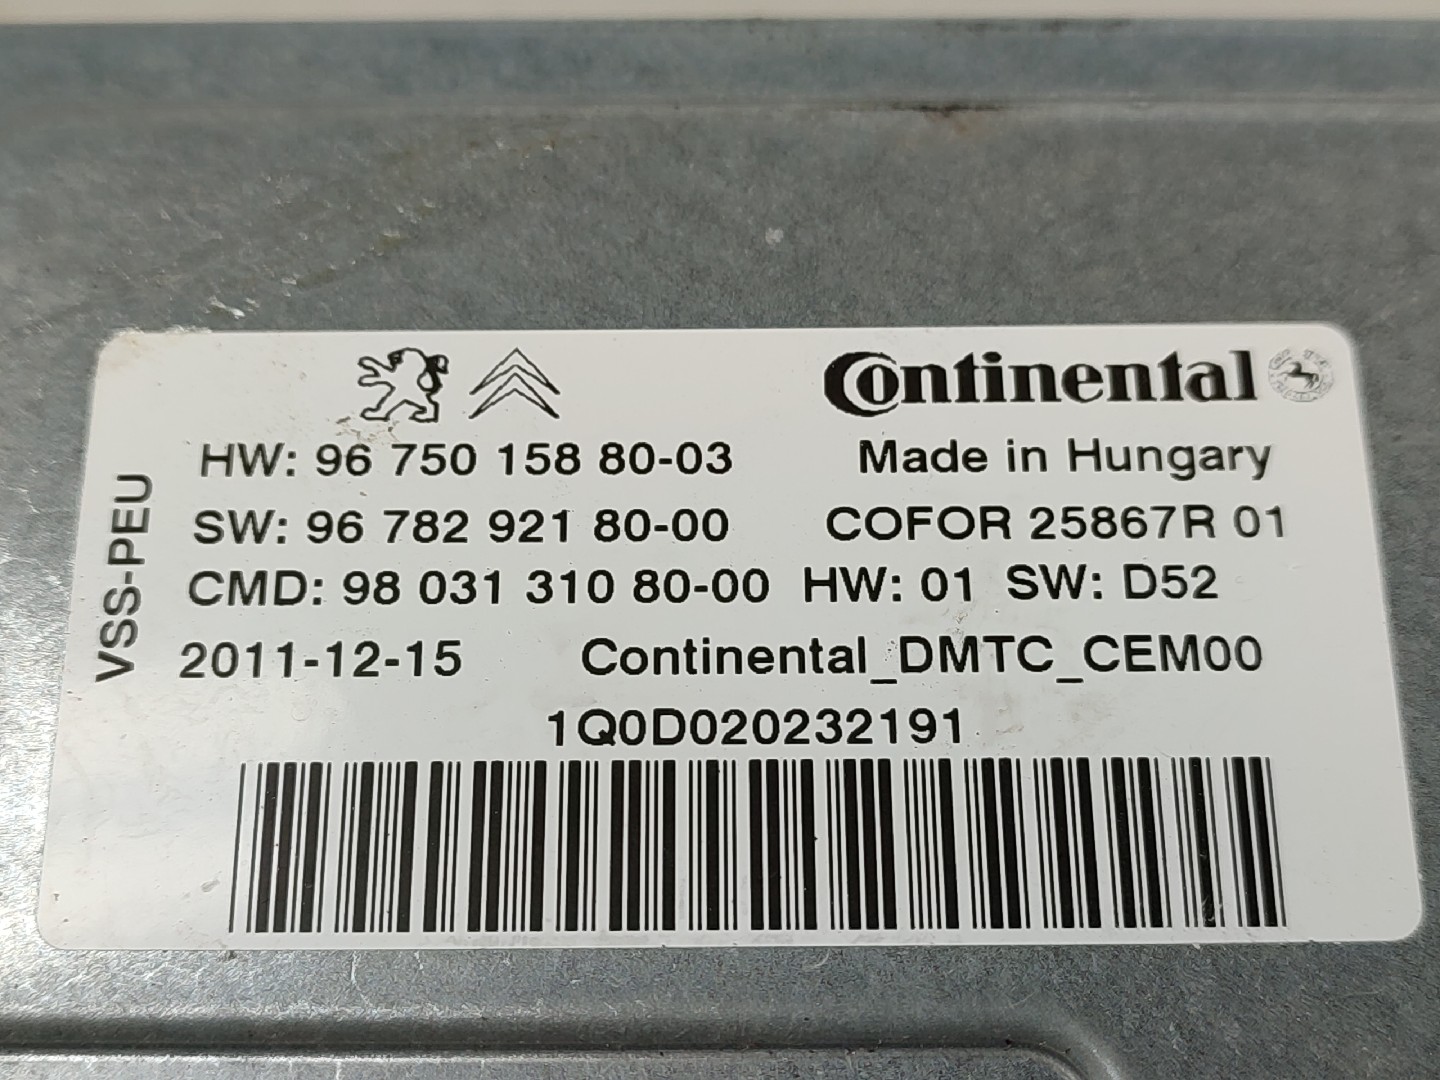 Continental
HW: 96 750 158 80-03
Made in Hungary
SW: 96 782 921 80-00
COFOR 25867R 01
CMD: 98 031 310 80-00 HW: 01 SW: D52
2011-12-15
Continental_DMTC_CEM00
1Q0D020232191
VSS-PEU